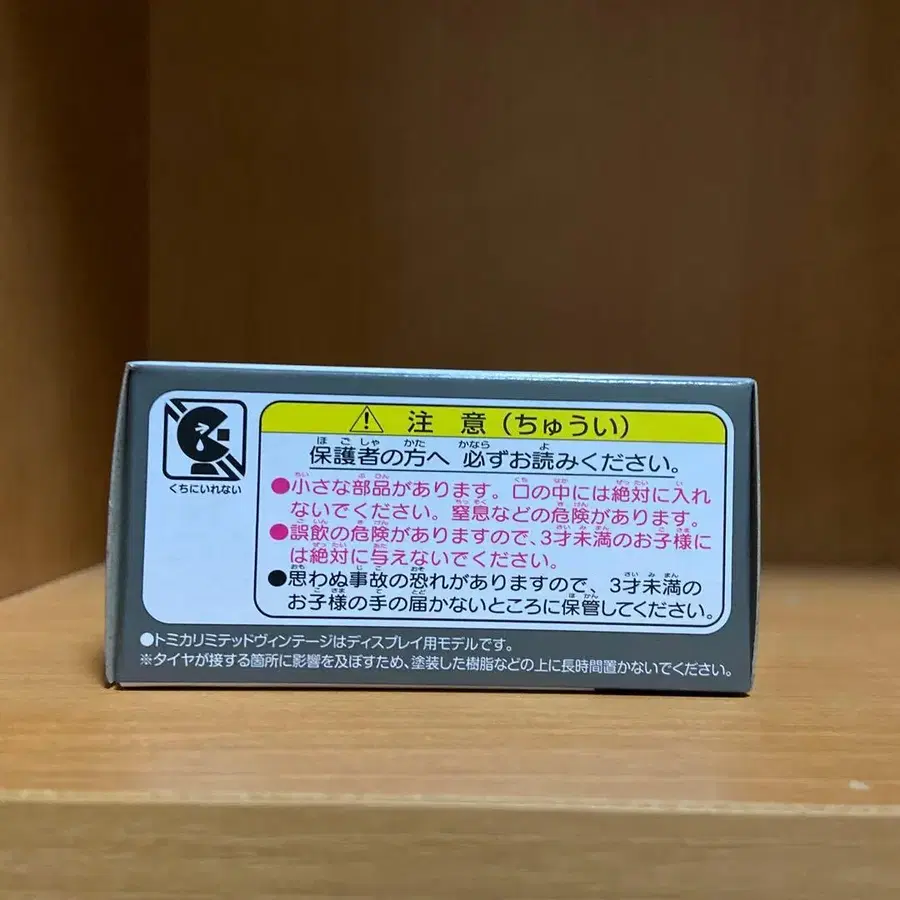 くちにいれない
⚠ 注 意（ちゅうい）
保護者の方へ 必ずお読みください。
●小さな部品があります。口の中には絶対に入れ
ないでください。窒息などの危険があります。
●誤飲の危険がありますので、3才未満のお子様に
は絶対に与えないでください。
●思わぬ事故の恐れがありますので、3才未満の
お子様の手の届かないところに保管してください。
●トミカリミテッドヴィンテージはディスプレイ用モデルです。
※タイヤが接する箇所に影響を及ぼすため、塗装した樹脂などの上に長時間置かないでください。